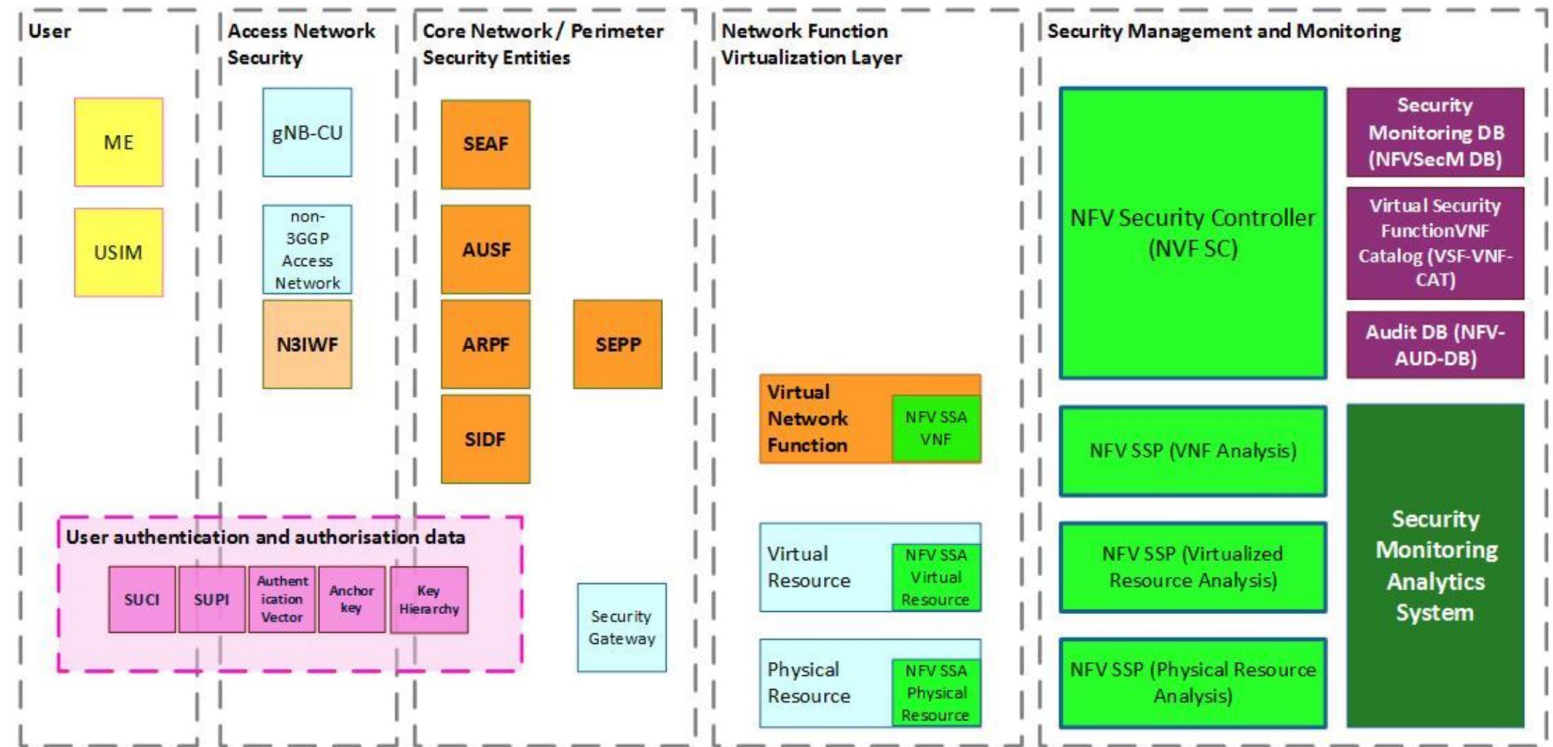 User
ME
USIM
Access Network
Security
gNB-CU
non-
3GGP
Access
Network
N3IWF
Core Network / Perimeter
Security Entities
SEAF
AUSF
ARPF
SEPP
SIDF
Security
Gateway
User authentication and authorisation data
SUCI
SUPI
Authent
ication
Vector
Anchor
key
Key
Hierarchy
Network Function
Virtualization Layer
Virtual
Network
Function
NFV SSA
VNF
Virtual
Resource
NFV SSA
Virtual
Resource
Physical
Resource
NFV SSA
Physical
Resource
Security Management and Monitoring
NFV Security Controller
(NVF SC)
Security
Monitoring DB
(NFVSecM DB)
Virtual Security
FunctionVNF
Catalog (VSF-VNF-
CAT)
Audit DB (NFV-
AUD-DB)
NFV SSP (VNF Analysis)
NFV SSP (Virtualized
Resource Analysis)
NFV SSP (Physical Resource
Analysis)
Security
Monitoring
Analytics
System